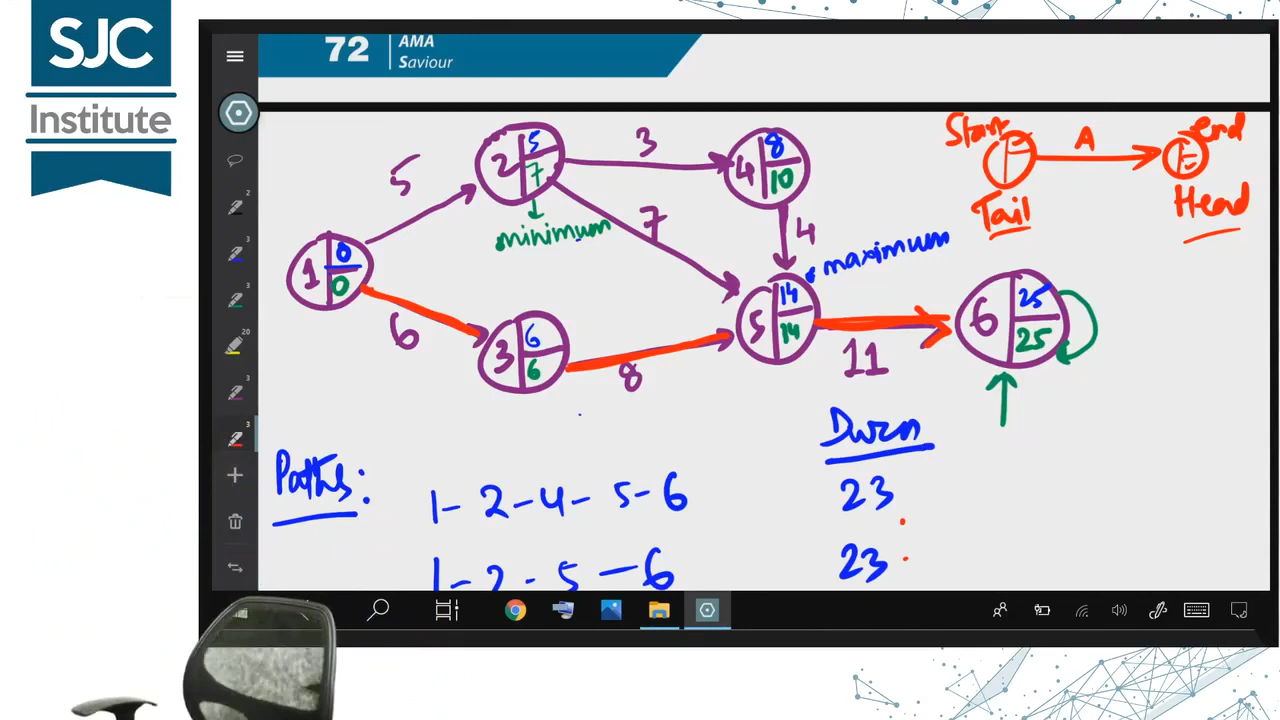 SJC
Institute
72
AMA
Saviour
Start
A
end
Tail
Head
5
2
5
7
minimum
3
4
8
10
7
4
maximum
1
0
0
6
3
6
6
8
5
14
14
11
6
25
25
Paths:
Durn
1-2-4-5-6
23
1-2-5-6
23